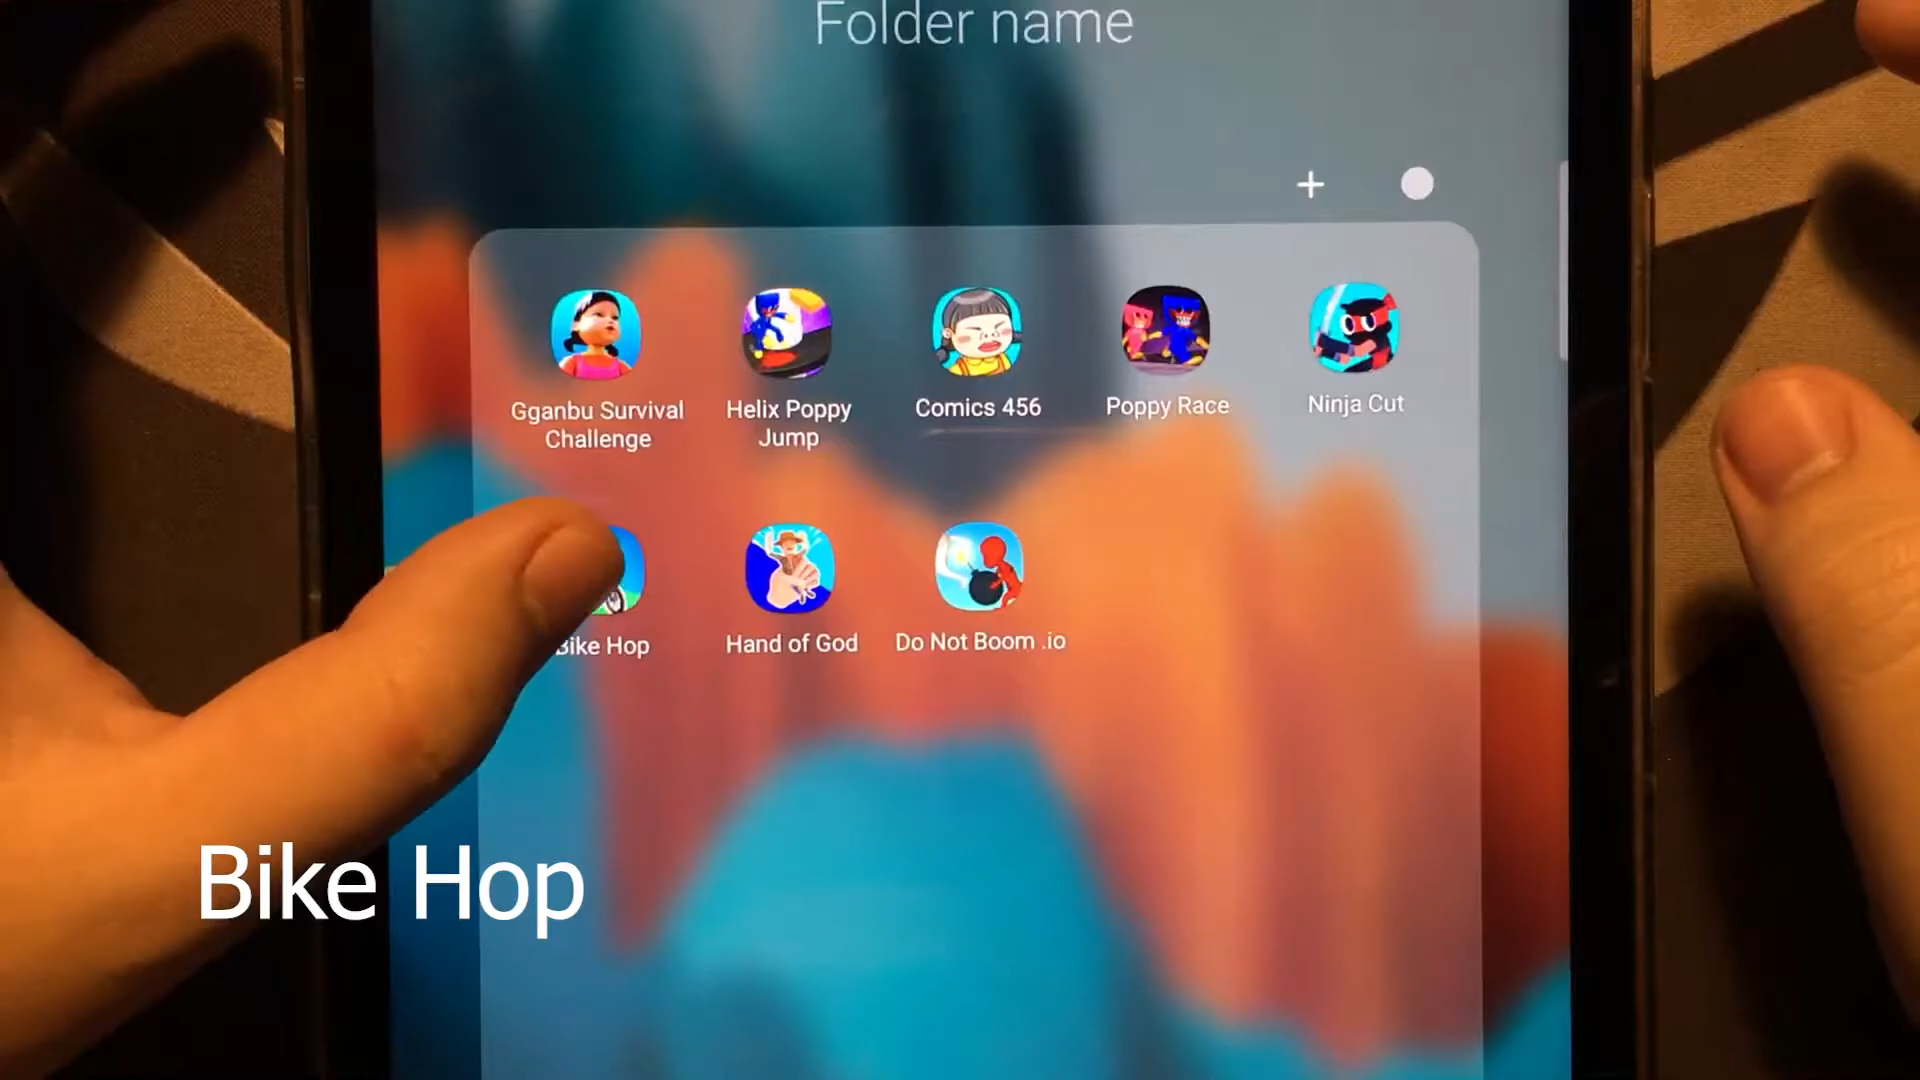 Folder name
Gganbu Survival
Challenge
Helix Poppy
Jump
Comics 456
Poppy Race
Ninja Cut
Bike Hop
Hand of God
Do Not Boom .io
Bike Hop